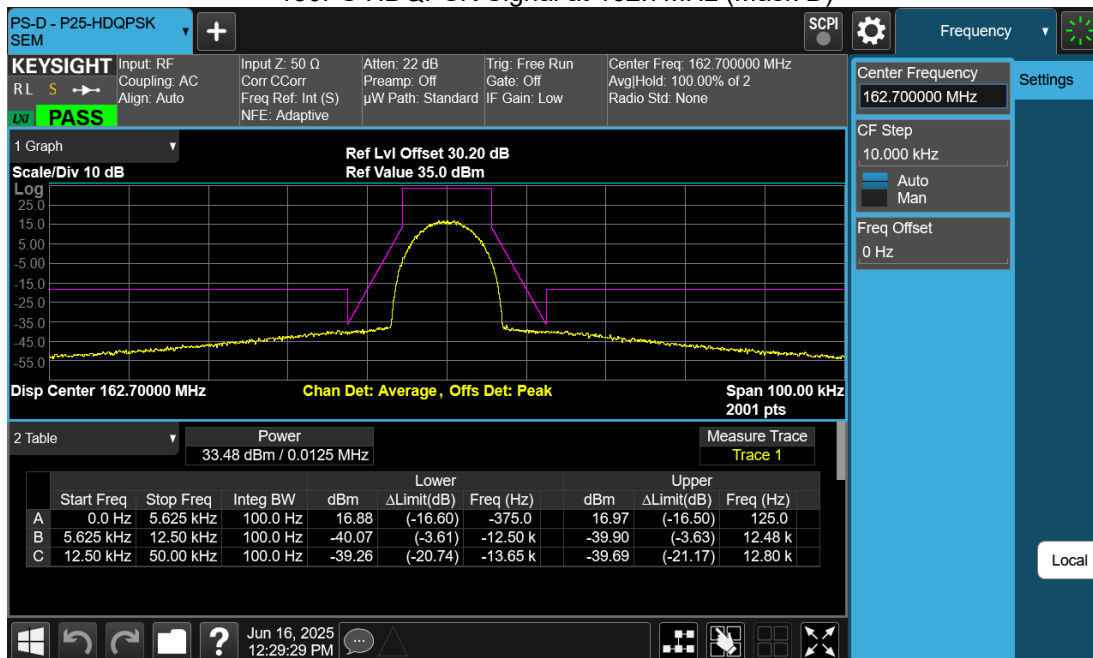 PS-D - P25-HDQPSK
SEM
+
SCPI
Frequency
KEYSIGHT
R L S
LXI PASS
Input: RF
Coupling: AC
Align: Auto
Input Z: 50 Ω
Corr CCorr
Freq Ref: Int (S)
NFE: Adaptive
Atten: 22 dB
Preamp: Off
µW Path: Standard
Trig: Free Run
Gate: Off
IF Gain: Low
Center Freq: 162.700000 MHz
Avg|Hold: 100.00% of 2
Radio Std: None
Center Frequency
162.700000 MHz
Settings
CF Step
10.000 kHz
Auto
Man
Freq Offset
0 Hz
1 Graph
Scale/Div 10 dB
Ref Lvl Offset 30.20 dB
Ref Value 35.0 dBm
Log
25.0
15.0
5.00
-5.00
-15.0
-25.0
-35.0
-45.0
-55.0
Disp Center 162.70000 MHz Chan Det: Average , Offs Det: Peak Span 100.00 kHz
2001 pts
2 Table
Power
33.48 dBm / 0.0125 MHz
Measure Trace
Trace 1
Lower Upper
Start Freq Stop Freq Integ BW dBm ΔLimit(dB) Freq (Hz) dBm ΔLimit(dB) Freq (Hz)
A 0.0 Hz 5.625 kHz 100.0 Hz 16.88 (-16.60) -375.0 16.97 (-16.50) 125.0
B 5.625 kHz 12.50 kHz 100.0 Hz -40.07 (-3.61) -12.50 k -39.90 (-3.63) 12.48 k
C 12.50 kHz 50.00 kHz 100.0 Hz -39.26 (-20.74) -13.65 k -39.69 (-21.17) 12.80 k
Local
?
Jun 16, 2025
12:29:29 PM